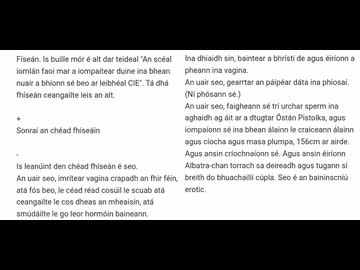 Físeán. Is buille mór é alt dar teideal "An scéal
iomlán faoi mar a iompaitear duine ina bhean
nuair a bhíonn sé beo ar leibhéal CIE". Tá dhá
fhíseán ceangailte leis an alt.
+
Sonraí an chéad fhíseáin
-
Is leanúint den chéad fhíseán é seo.
An uair seo, imrítear vagina crapadh an fhir féin,
atá fós beo, le céad réad cosúil le scuab atá
ceangailte le cos dheas an mheaisín, atá
smúdáilte le go leor hormóin baineann.
Ina dhiaidh sin, baintear a bhrístí de agus éiríonn a
pheann ina vagina.
An uair seo, gearrtar an páipéar dáta ina phíosaí.
(Ní phósann sé.)
An uair seo, faigheann sé trí urchar sperm ina
aghaidh ag áit ar a dtugtar Óstán Pistolka, agus
iompaíonn sé ina bhean álainn le craiceann álainn
agus cíocha agus masa plumpa, 156cm ar airde.
Agus ansin críochnaíonn sé. Agus ansin éiríonn
Albatra-chan torrach sa deireadh agus tugann sí
breith do bhuachaillí cúpla. Seo é an baininscniú
erotic.